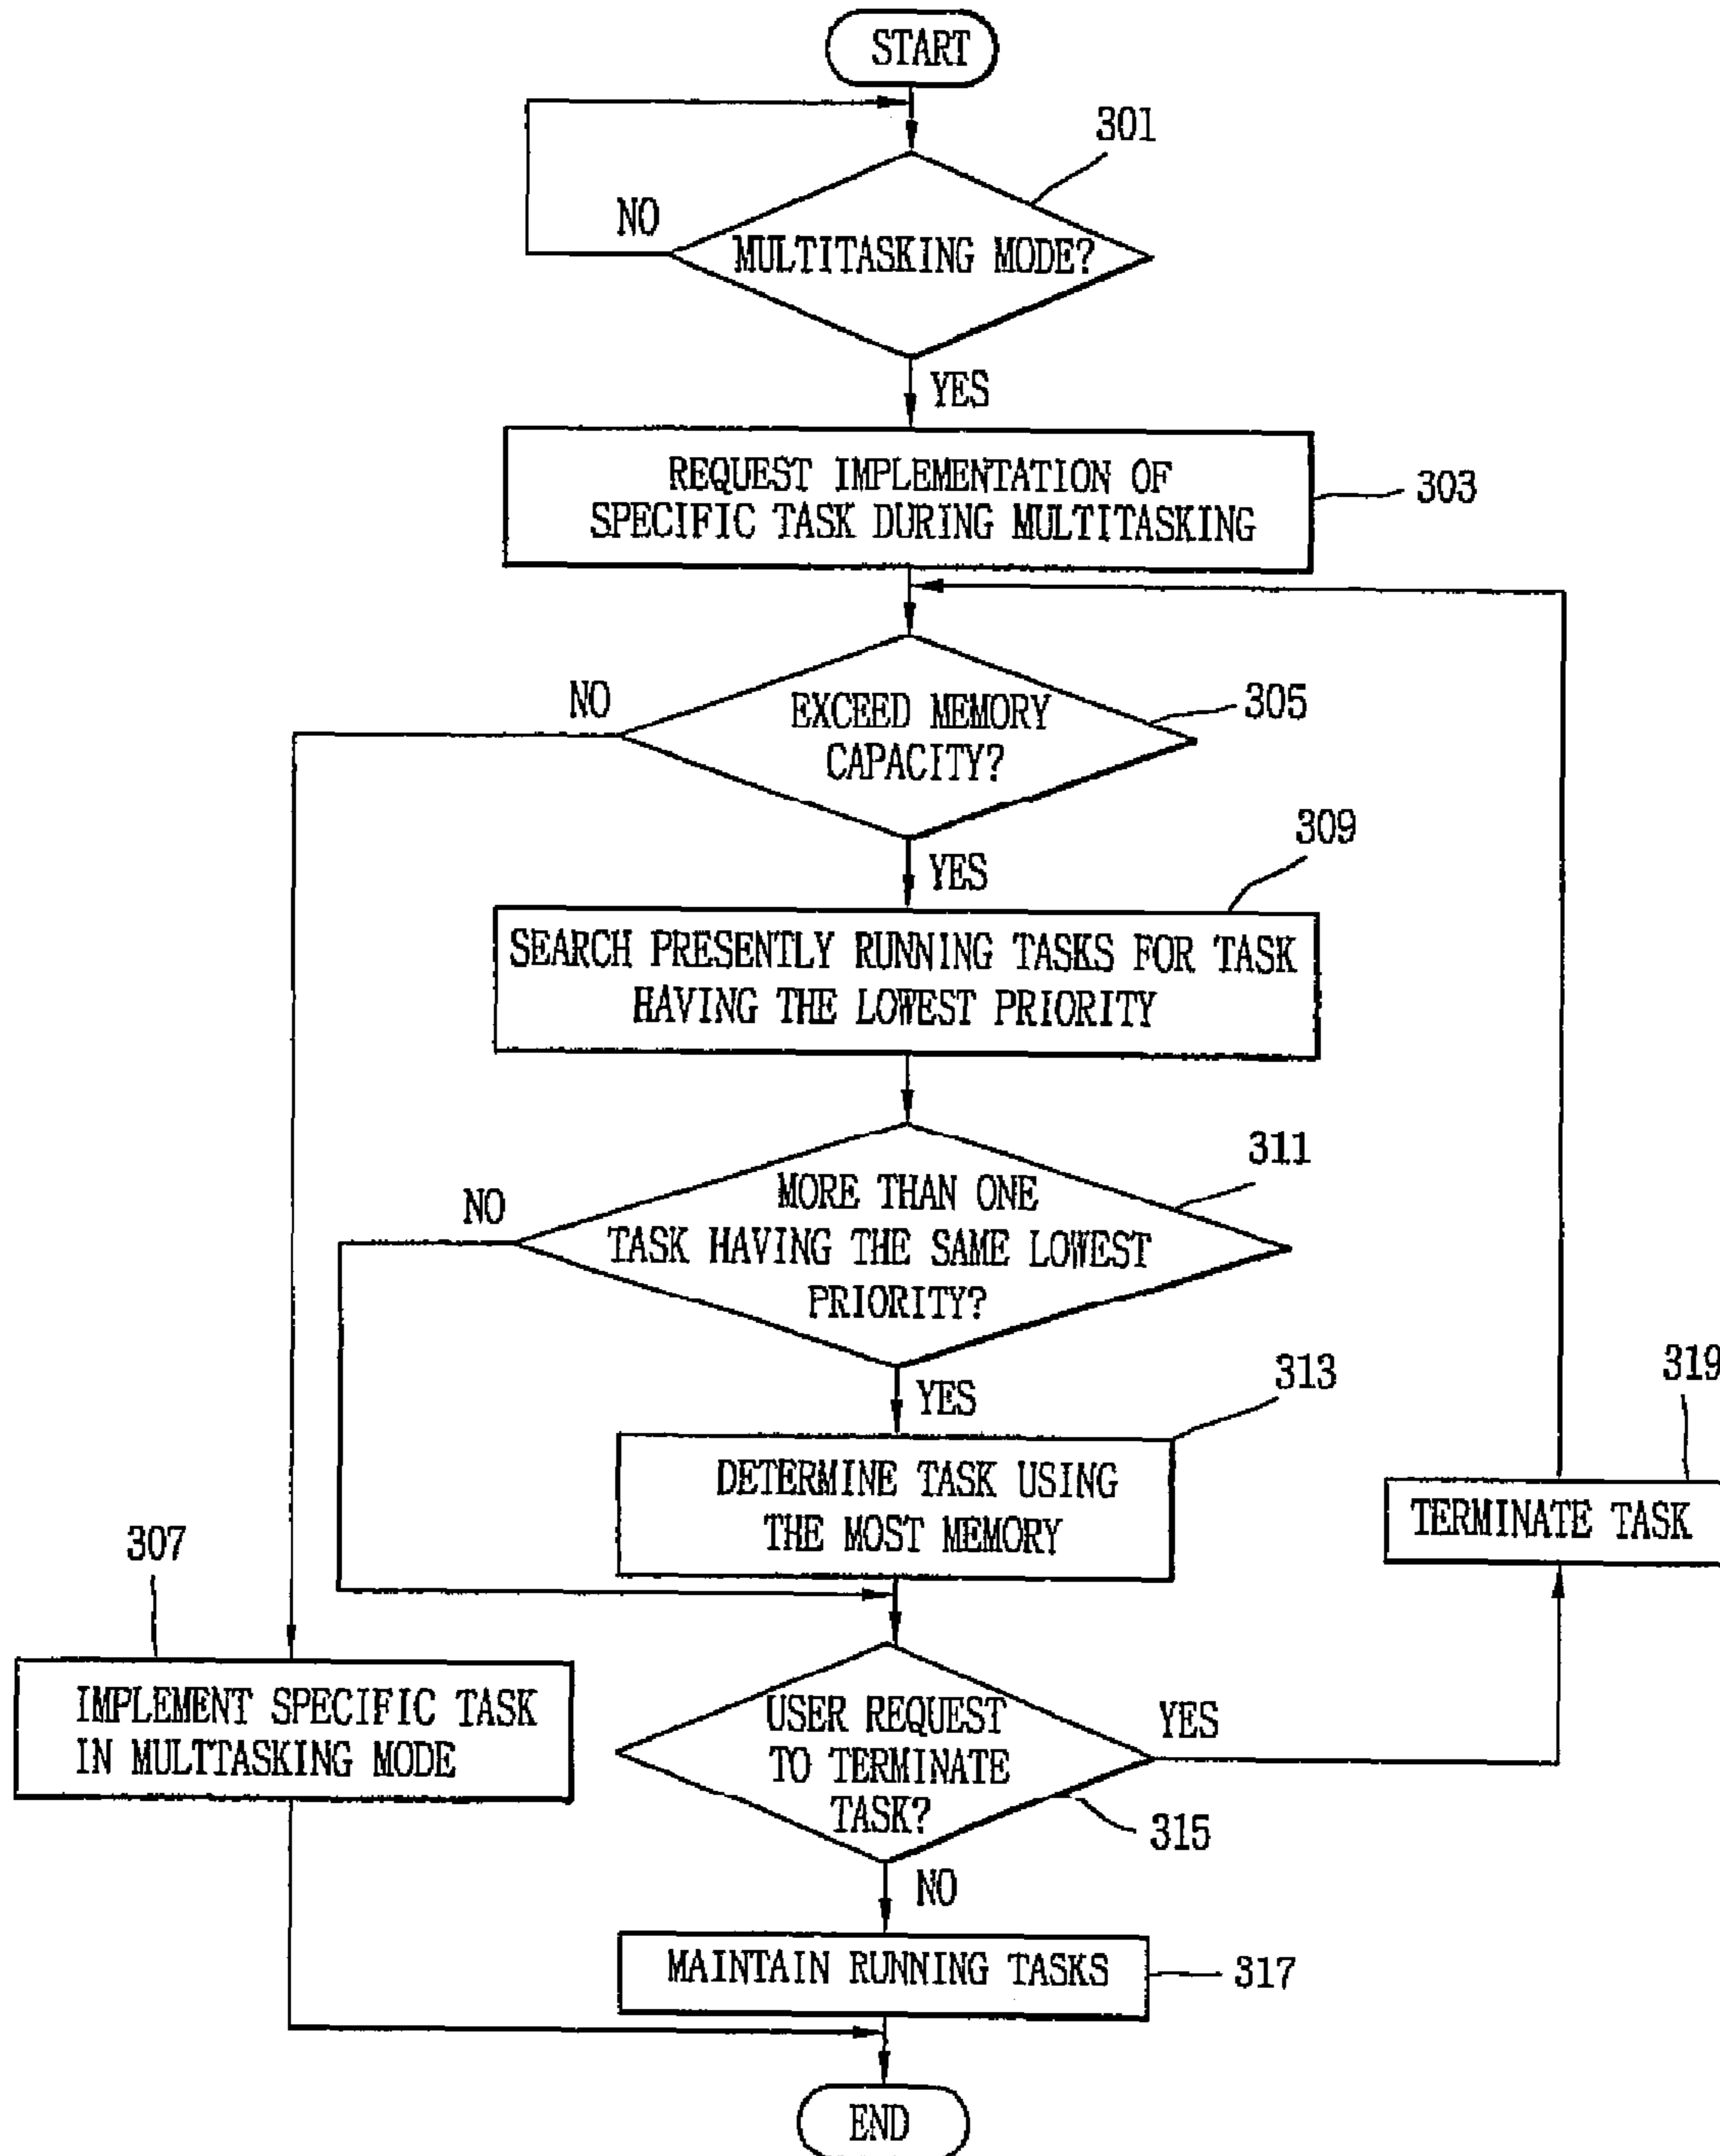 START
301
NO
MULTITASKING MODE?
YES
REQUEST IMPLEMENTATION OF
SPECIFIC TASK DURING MULTITASKING
303
NO
EXCEED MEMORY
CAPACITY?
305
YES
309
SEARCH PRESENTLY RUNNING TASKS FOR TASK
HAVING THE LOWEST PRIORITY
311
NO
MORE THAN ONE
TASK HAVING THE SAME LOWEST
PRIORITY?
YES
313
319
DETERMINE TASK USING
THE MOST MEMORY
TERMINATE TASK
307
IMPLEMENT SPECIFIC TASK
IN MULTTASKING MODE
USER REQUEST
TO TERMINATE
TASK?
YES
315
NO
MAINTAIN RUNNING TASKS
317
END